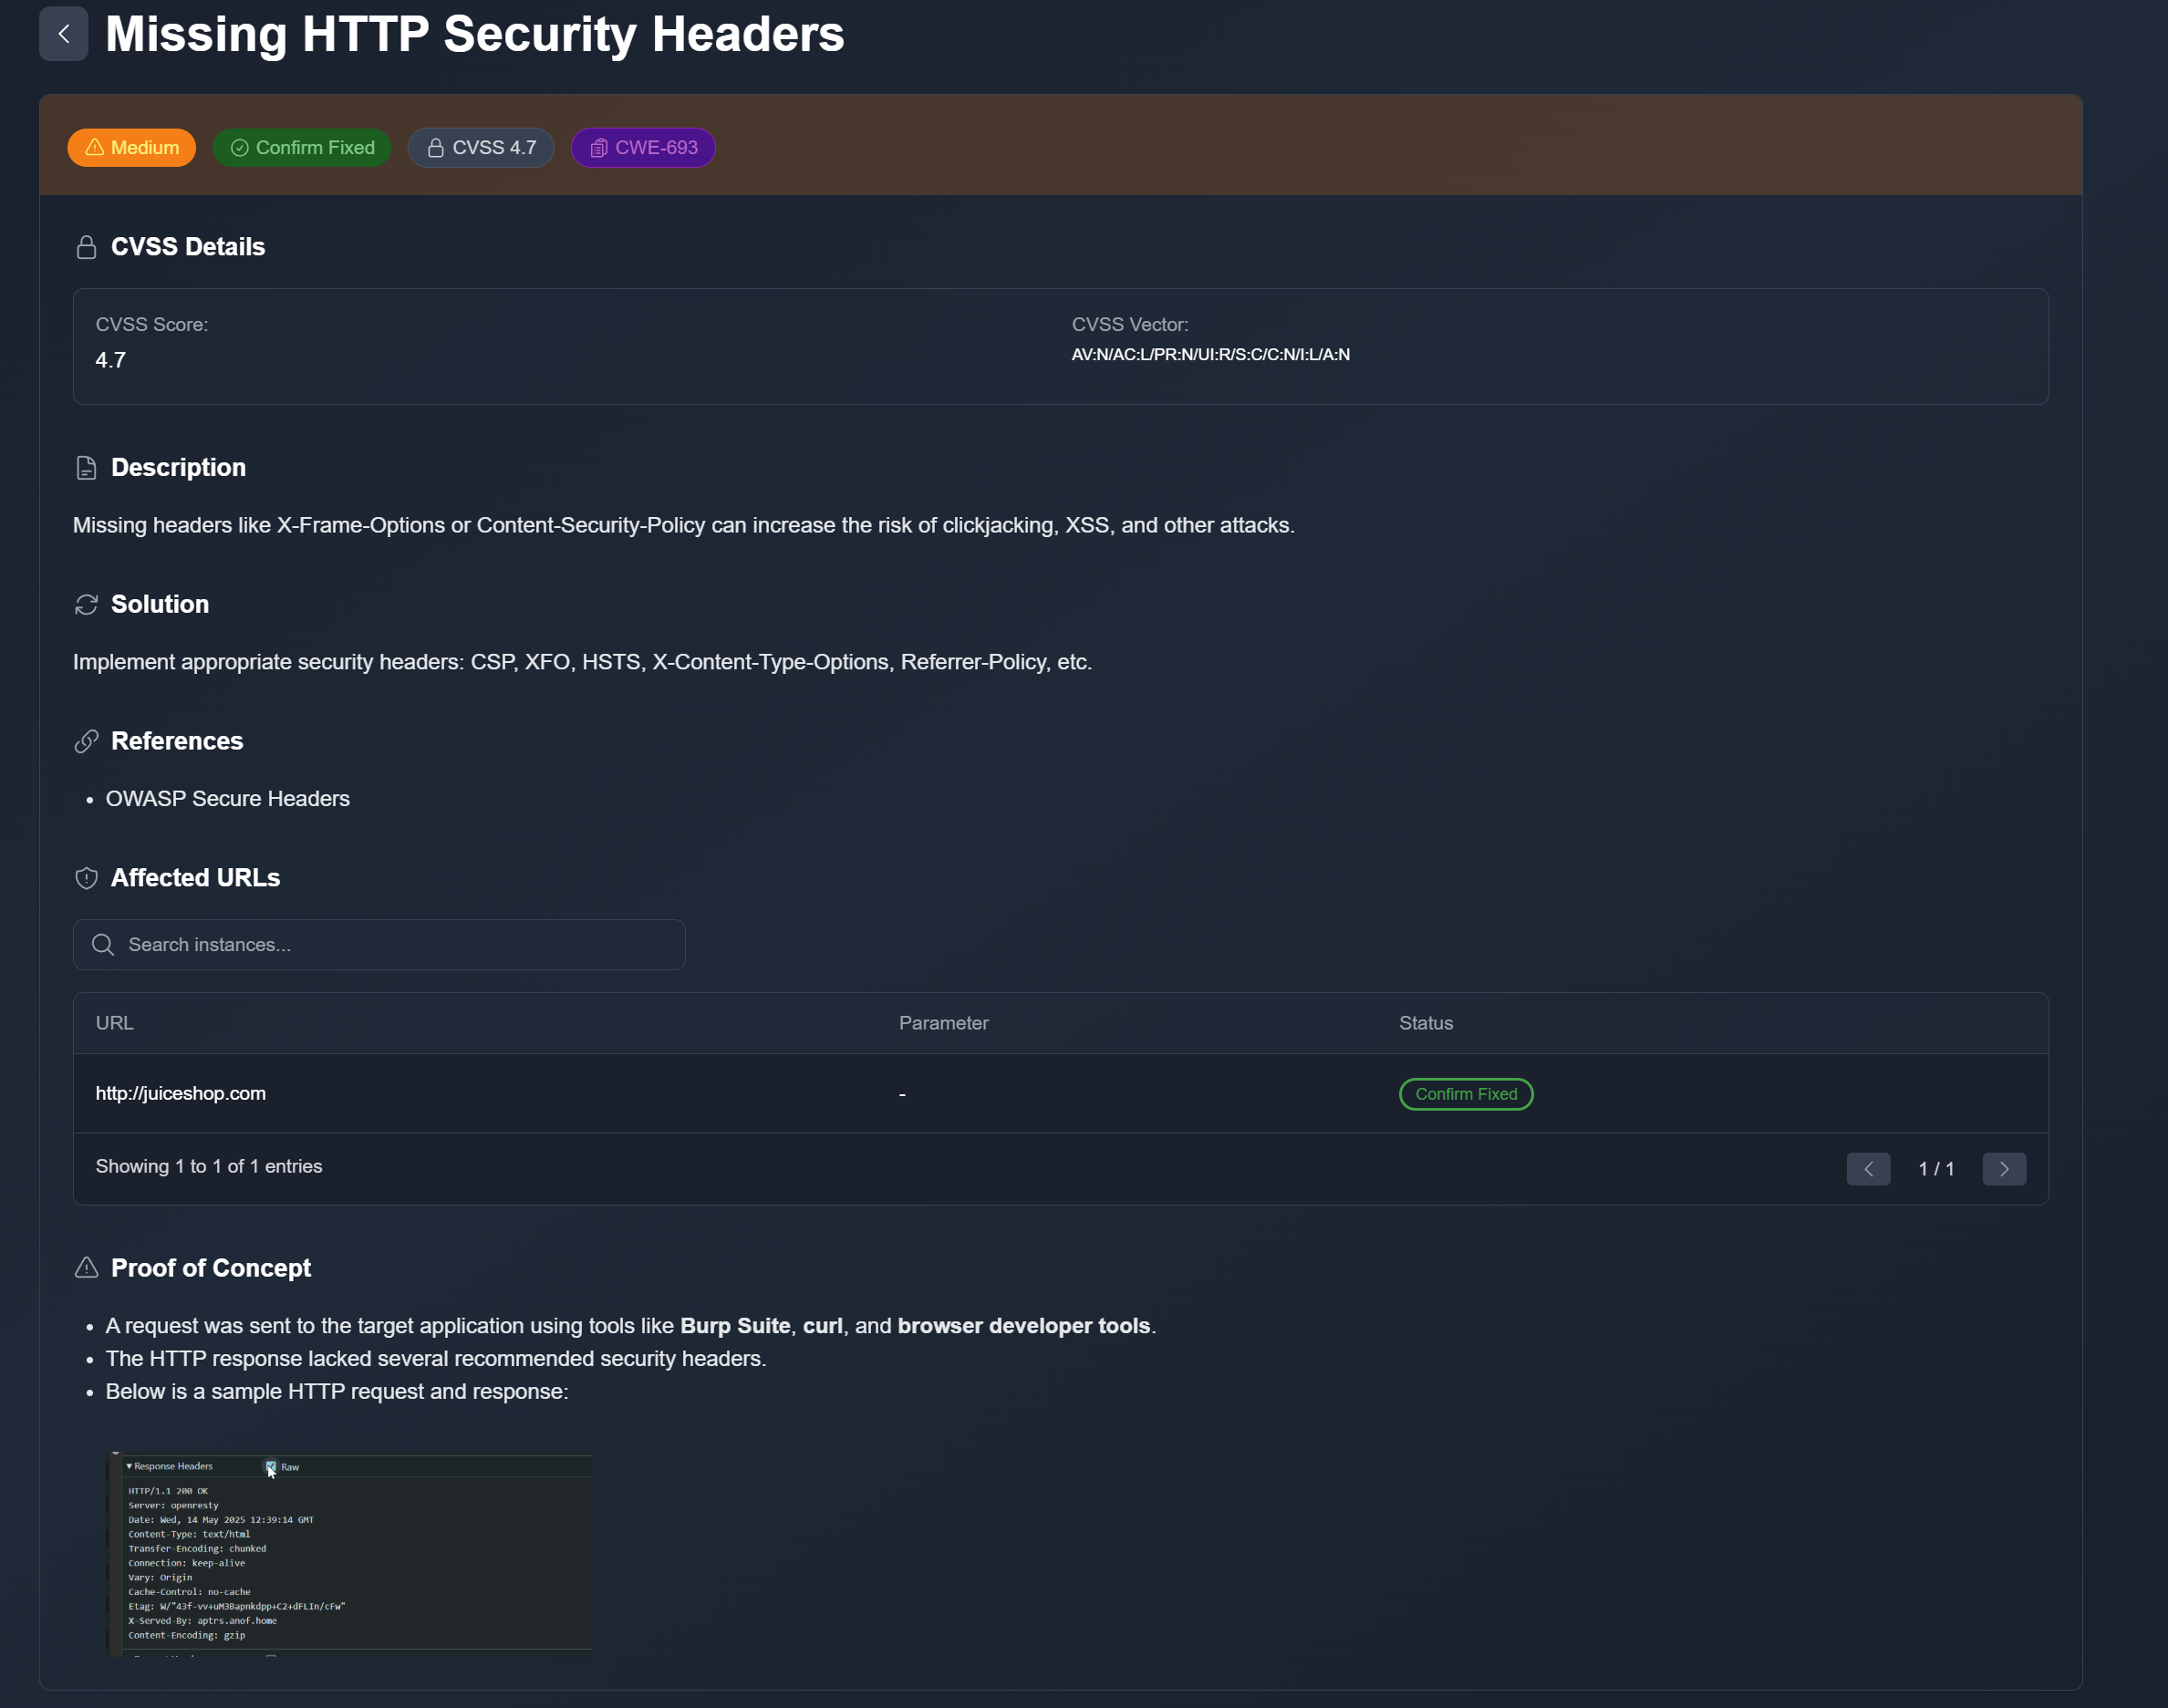 Missing HTTP Security Headers
Medium
Confirm Fixed
CVSS 4.7
CWE-693
CVSS Details
CVSS Score:
4.7
CVSS Vector:
AV:N/AC:L/PR:N/UI:R/S:C/C:N/I:L/A:N
Description
Missing headers like X-Frame-Options or Content-Security-Policy can increase the risk of clickjacking, XSS, and other attacks.
Solution
Implement appropriate security headers: CSP, XFO, HSTS, X-Content-Type-Options, Referrer-Policy, etc.
References
• OWASP Secure Headers
Affected URLs
Search instances...
URL Parameter Status
http://juiceshop.com - Confirm Fixed
Showing 1 to 1 of 1 entries
1 / 1
Proof of Concept
• A request was sent to the target application using tools like Burp Suite, curl, and browser developer tools.
• The HTTP response lacked several recommended security headers.
• Below is a sample HTTP request and response:
▼ Response Headers Raw
HTTP/1.1 200 OK
Server: openresty
Date: Wed, 14 May 2025 12:39:14 GMT
Content-Type: text/html
Transfer-Encoding: chunked
Connection: keep-alive
Vary: Origin
Cache-Control: no-cache
Etag: W/"43f-vv+uM3Bapnkdpp+C2+dFLIn/cFw"
X-Served-By: aptrs.anof.home
Content-Encoding: gzip